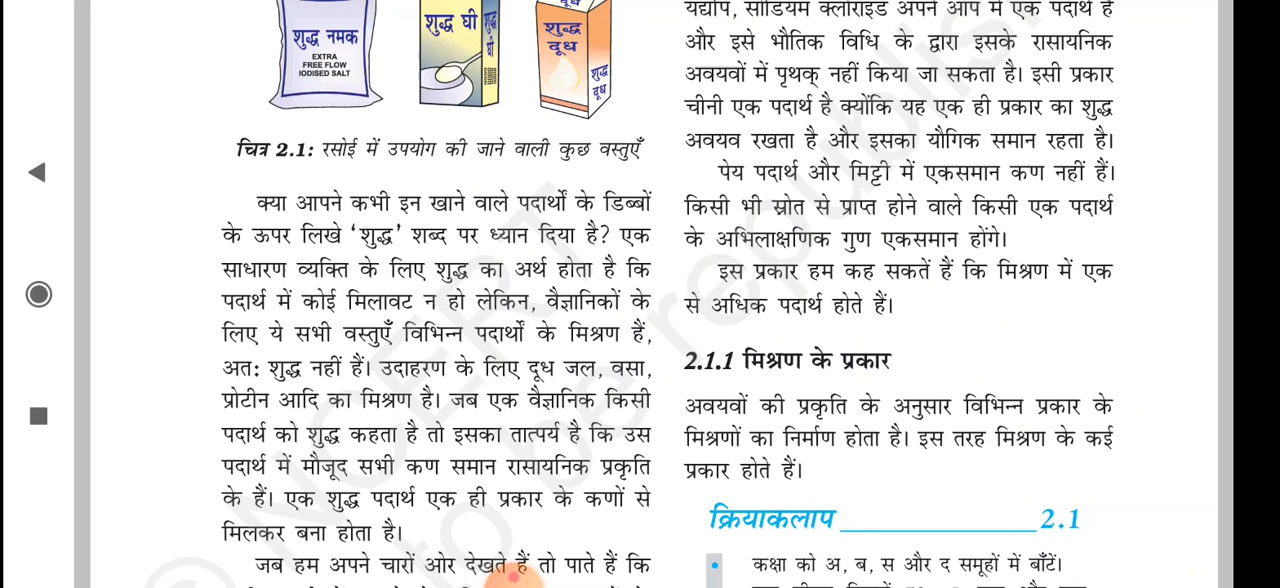 शुद्ध नमक
EXTRA
FREE FLOW
IODISED SALT
शुद्ध घी
शुद्ध
घी
दूध
शुद्ध
दूध
शुद्ध
दूध
चित्र 2.1: रसोई में उपयोग की जाने वाली कुछ वस्तुएँ
क्या आपने कभी इन खाने वाले पदार्थों के डिब्बों
के ऊपर लिखे ‘शुद्ध’ शब्द पर ध्यान दिया है? एक
साधारण व्यक्ति के लिए शुद्ध का अर्थ होता है कि
पदार्थ में कोई मिलावट न हो लेकिन, वैज्ञानिकों के
लिए ये सभी वस्तुएँ विभिन्न पदार्थों के मिश्रण हैं,
अतः शुद्ध नहीं हैं। उदाहरण के लिए दूध जल, वसा,
प्रोटीन आदि का मिश्रण है। जब एक वैज्ञानिक किसी
पदार्थ को शुद्ध कहता है तो इसका तात्पर्य है कि उस
पदार्थ में मौजूद सभी कण समान रासायनिक प्रकृति
के हैं। एक शुद्ध पदार्थ एक ही प्रकार के कणों से
मिलकर बना होता है।
जब हम अपने चारों ओर देखते हैं तो पाते हैं कि
यद्यपि, सोडियम क्लोराइड अपने आप में एक पदार्थ है
और इसे भौतिक विधि के द्वारा इसके रासायनिक
अवयवों में पृथक् नहीं किया जा सकता है। इसी प्रकार
चीनी एक पदार्थ है क्योंकि यह एक ही प्रकार का शुद्ध
अवयव रखता है और इसका यौगिक समान रहता है।
पेय पदार्थ और मिट्टी में एकसमान कण नहीं हैं।
किसी भी स्रोत से प्राप्त होने वाले किसी एक पदार्थ
के अभिलाक्षणिक गुण एकसमान होंगे।
इस प्रकार हम कह सकतें हैं कि मिश्रण में एक
से अधिक पदार्थ होते हैं।
2.1.1 मिश्रण के प्रकार
अवयवों की प्रकृति के अनुसार विभिन्न प्रकार के
मिश्रणों का निर्माण होता है। इस तरह मिश्रण के कई
प्रकार होते हैं।
क्रियाकलाप ______________ 2.1
• कक्षा को अ, ब, स और द समूहों में बाँटें।
© NCERT
to be republis